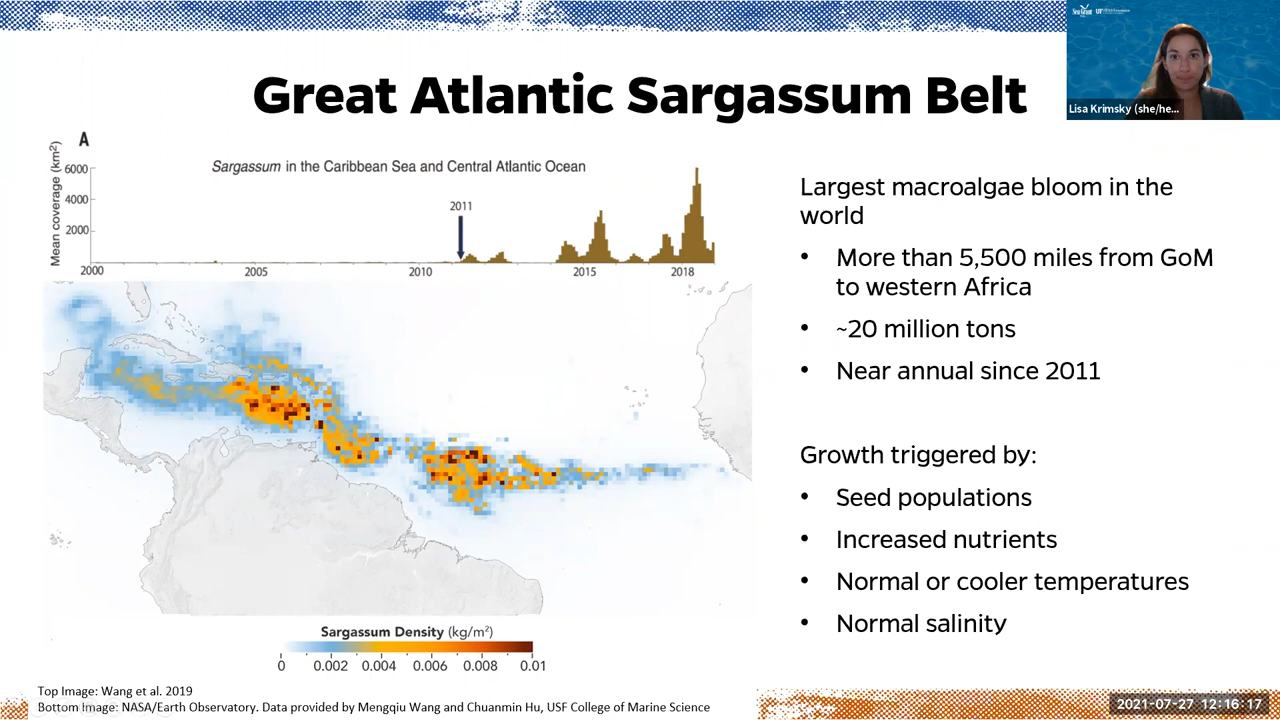 Great Atlantic Sargassum Belt
Lisa Krimsky (she/he...
A
Sargassum in the Caribbean Sea and Central Atlantic Ocean
Mean coverage (km²)
6000
4000
2000
2011
2000 2005 2010 2015 2018
Sargassum Density (kg/m²)
0 0.002 0.004 0.006 0.008 0.01
Largest macroalgae bloom in the
world
• More than 5,500 miles from GoM
to western Africa
• ~20 million tons
• Near annual since 2011
Growth triggered by:
• Seed populations
• Increased nutrients
• Normal or cooler temperatures
• Normal salinity
Top Image: Wang et al. 2019
Bottom Image: NASA/Earth Observatory. Data provided by Mengqiu Wang and Chuanmin Hu, USF College of Marine Science
2021-07-27 12:16:17